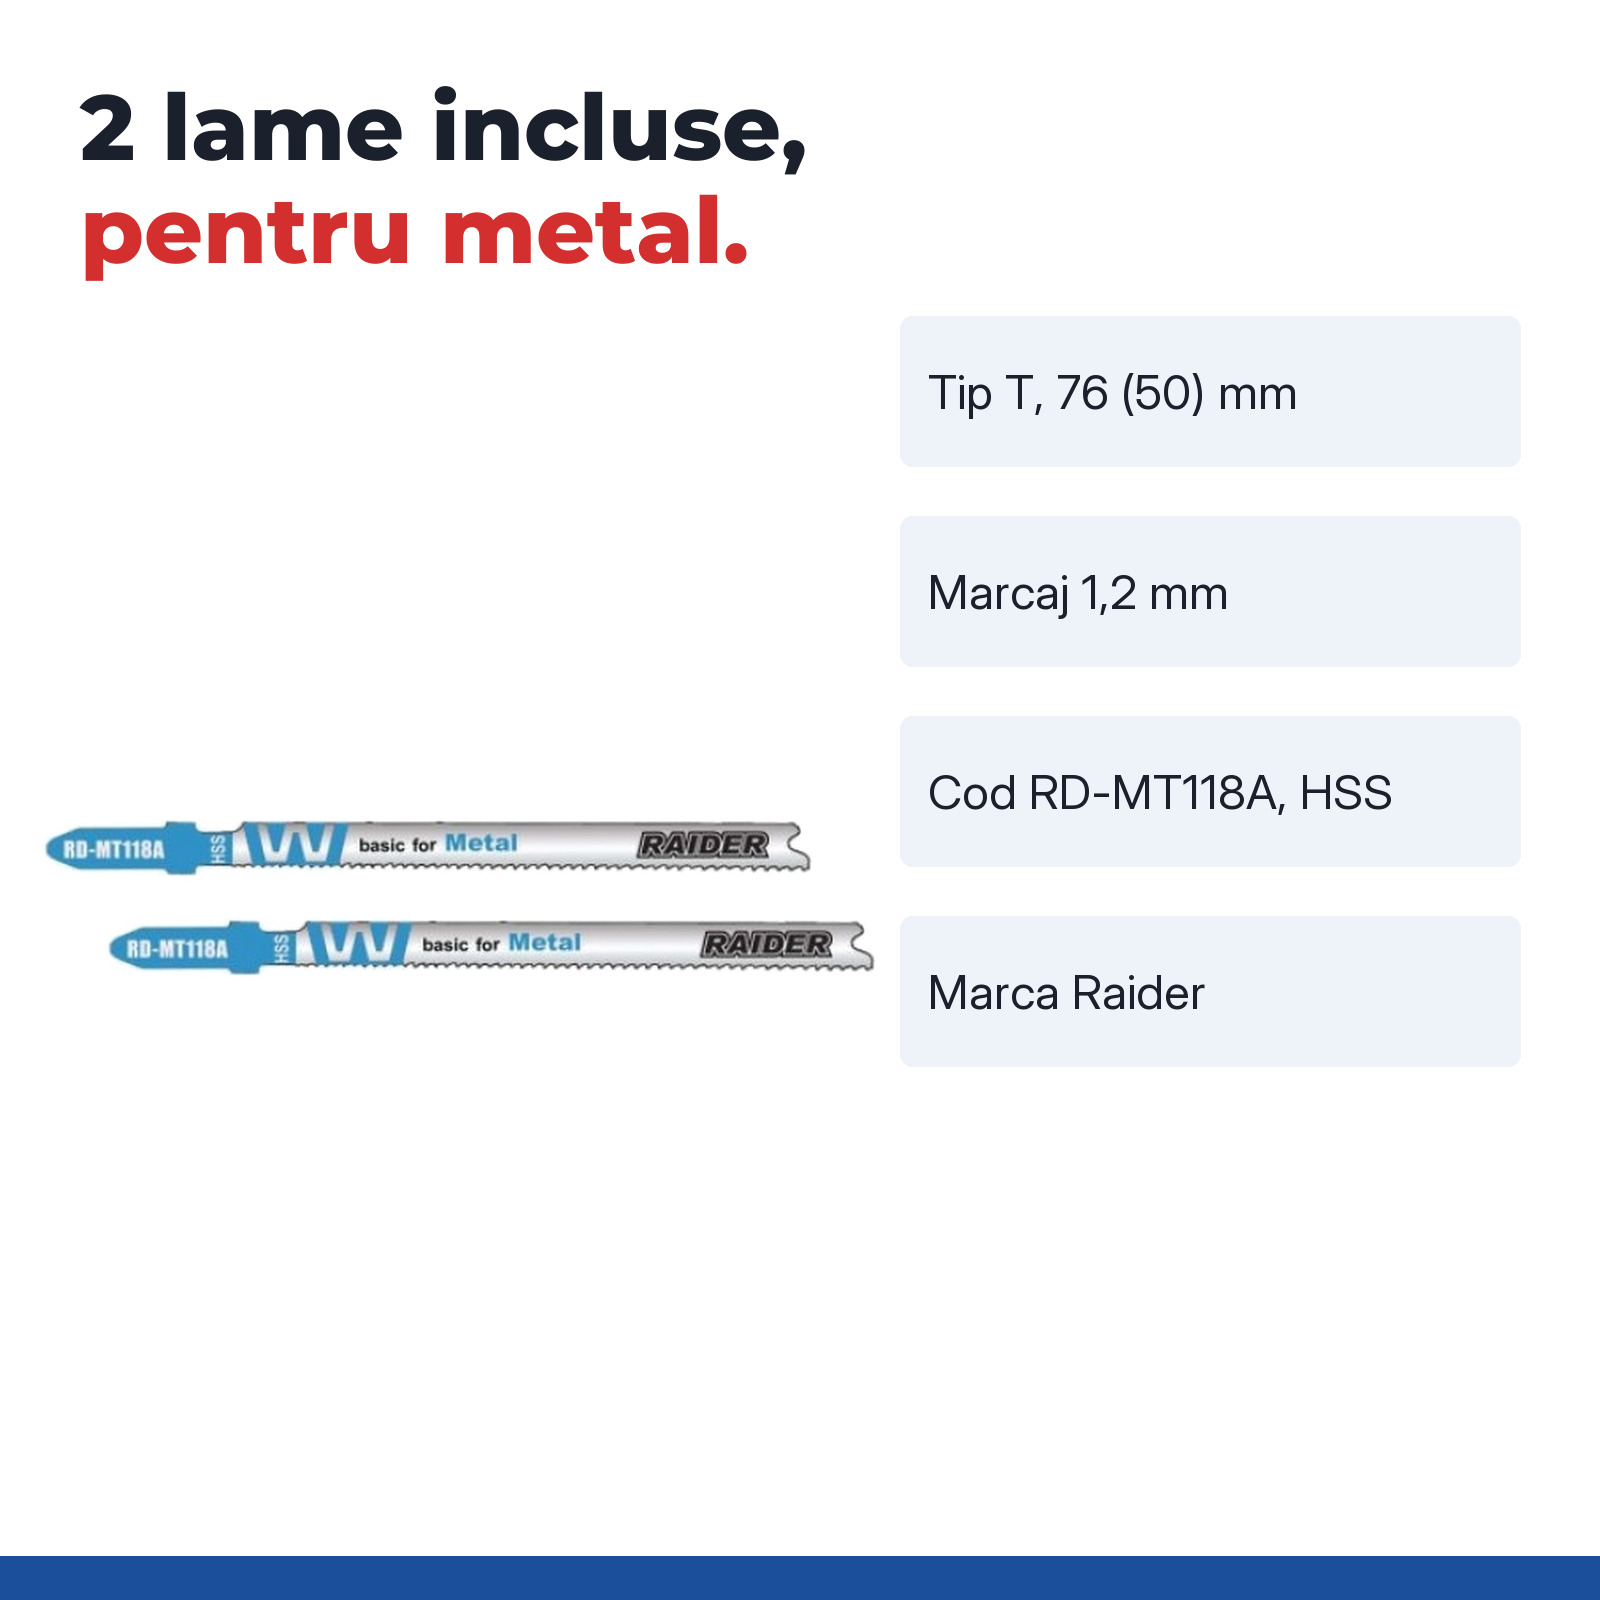 2 lame incluse,
pentru metal.
Tip T, 76 (50) mm
Marcaj 1,2 mm
Cod RD-MT118A, HSS
Marca Raider
RD-MT118A HSS basic for Metal RAIDER
RD-MT118A HSS basic for Metal RAIDER